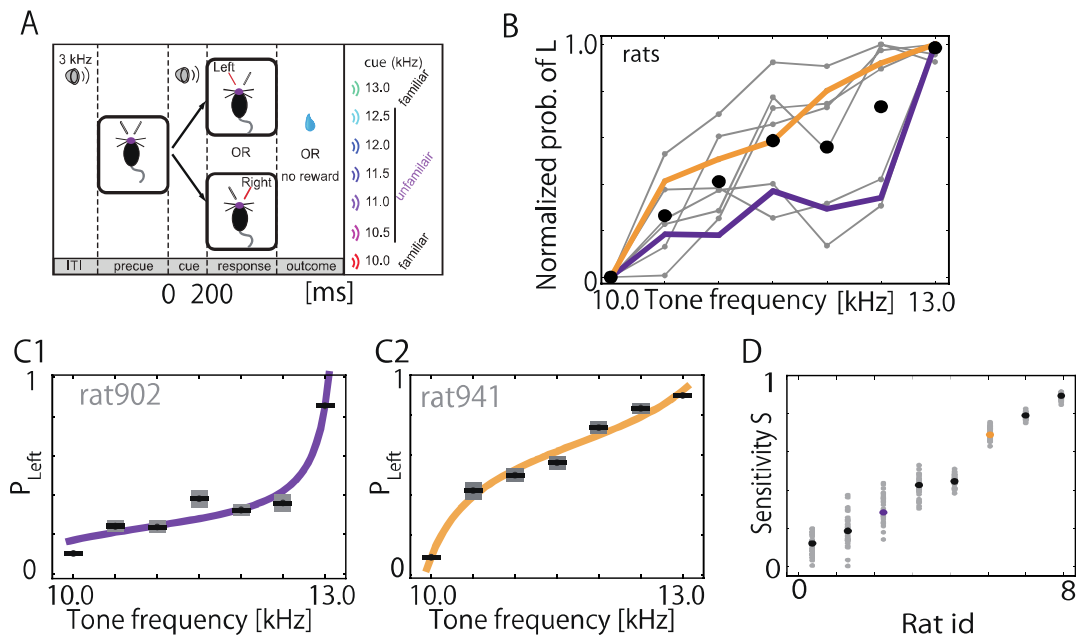 A
3 kHz
Left
OR
Right
OR
no reward
cue (kHz)
13.0
12.5
12.0
11.5
11.0
10.5
10.0
familiar
unfamilair
familiar
ITI
precue
cue
response
outcome
0 200 [ms]
B
rats
Normalized prob. of L
1.0
0
10.0 Tone frequency [kHz] 13.0
C1
rat902
1
P Left
0
10.0 13.0
Tone frequency [kHz]
C2
rat941
1
P Left
0
10.0 13.0
Tone frequency [kHz]
D
1
Sensitivity S
0
0 8
Rat id